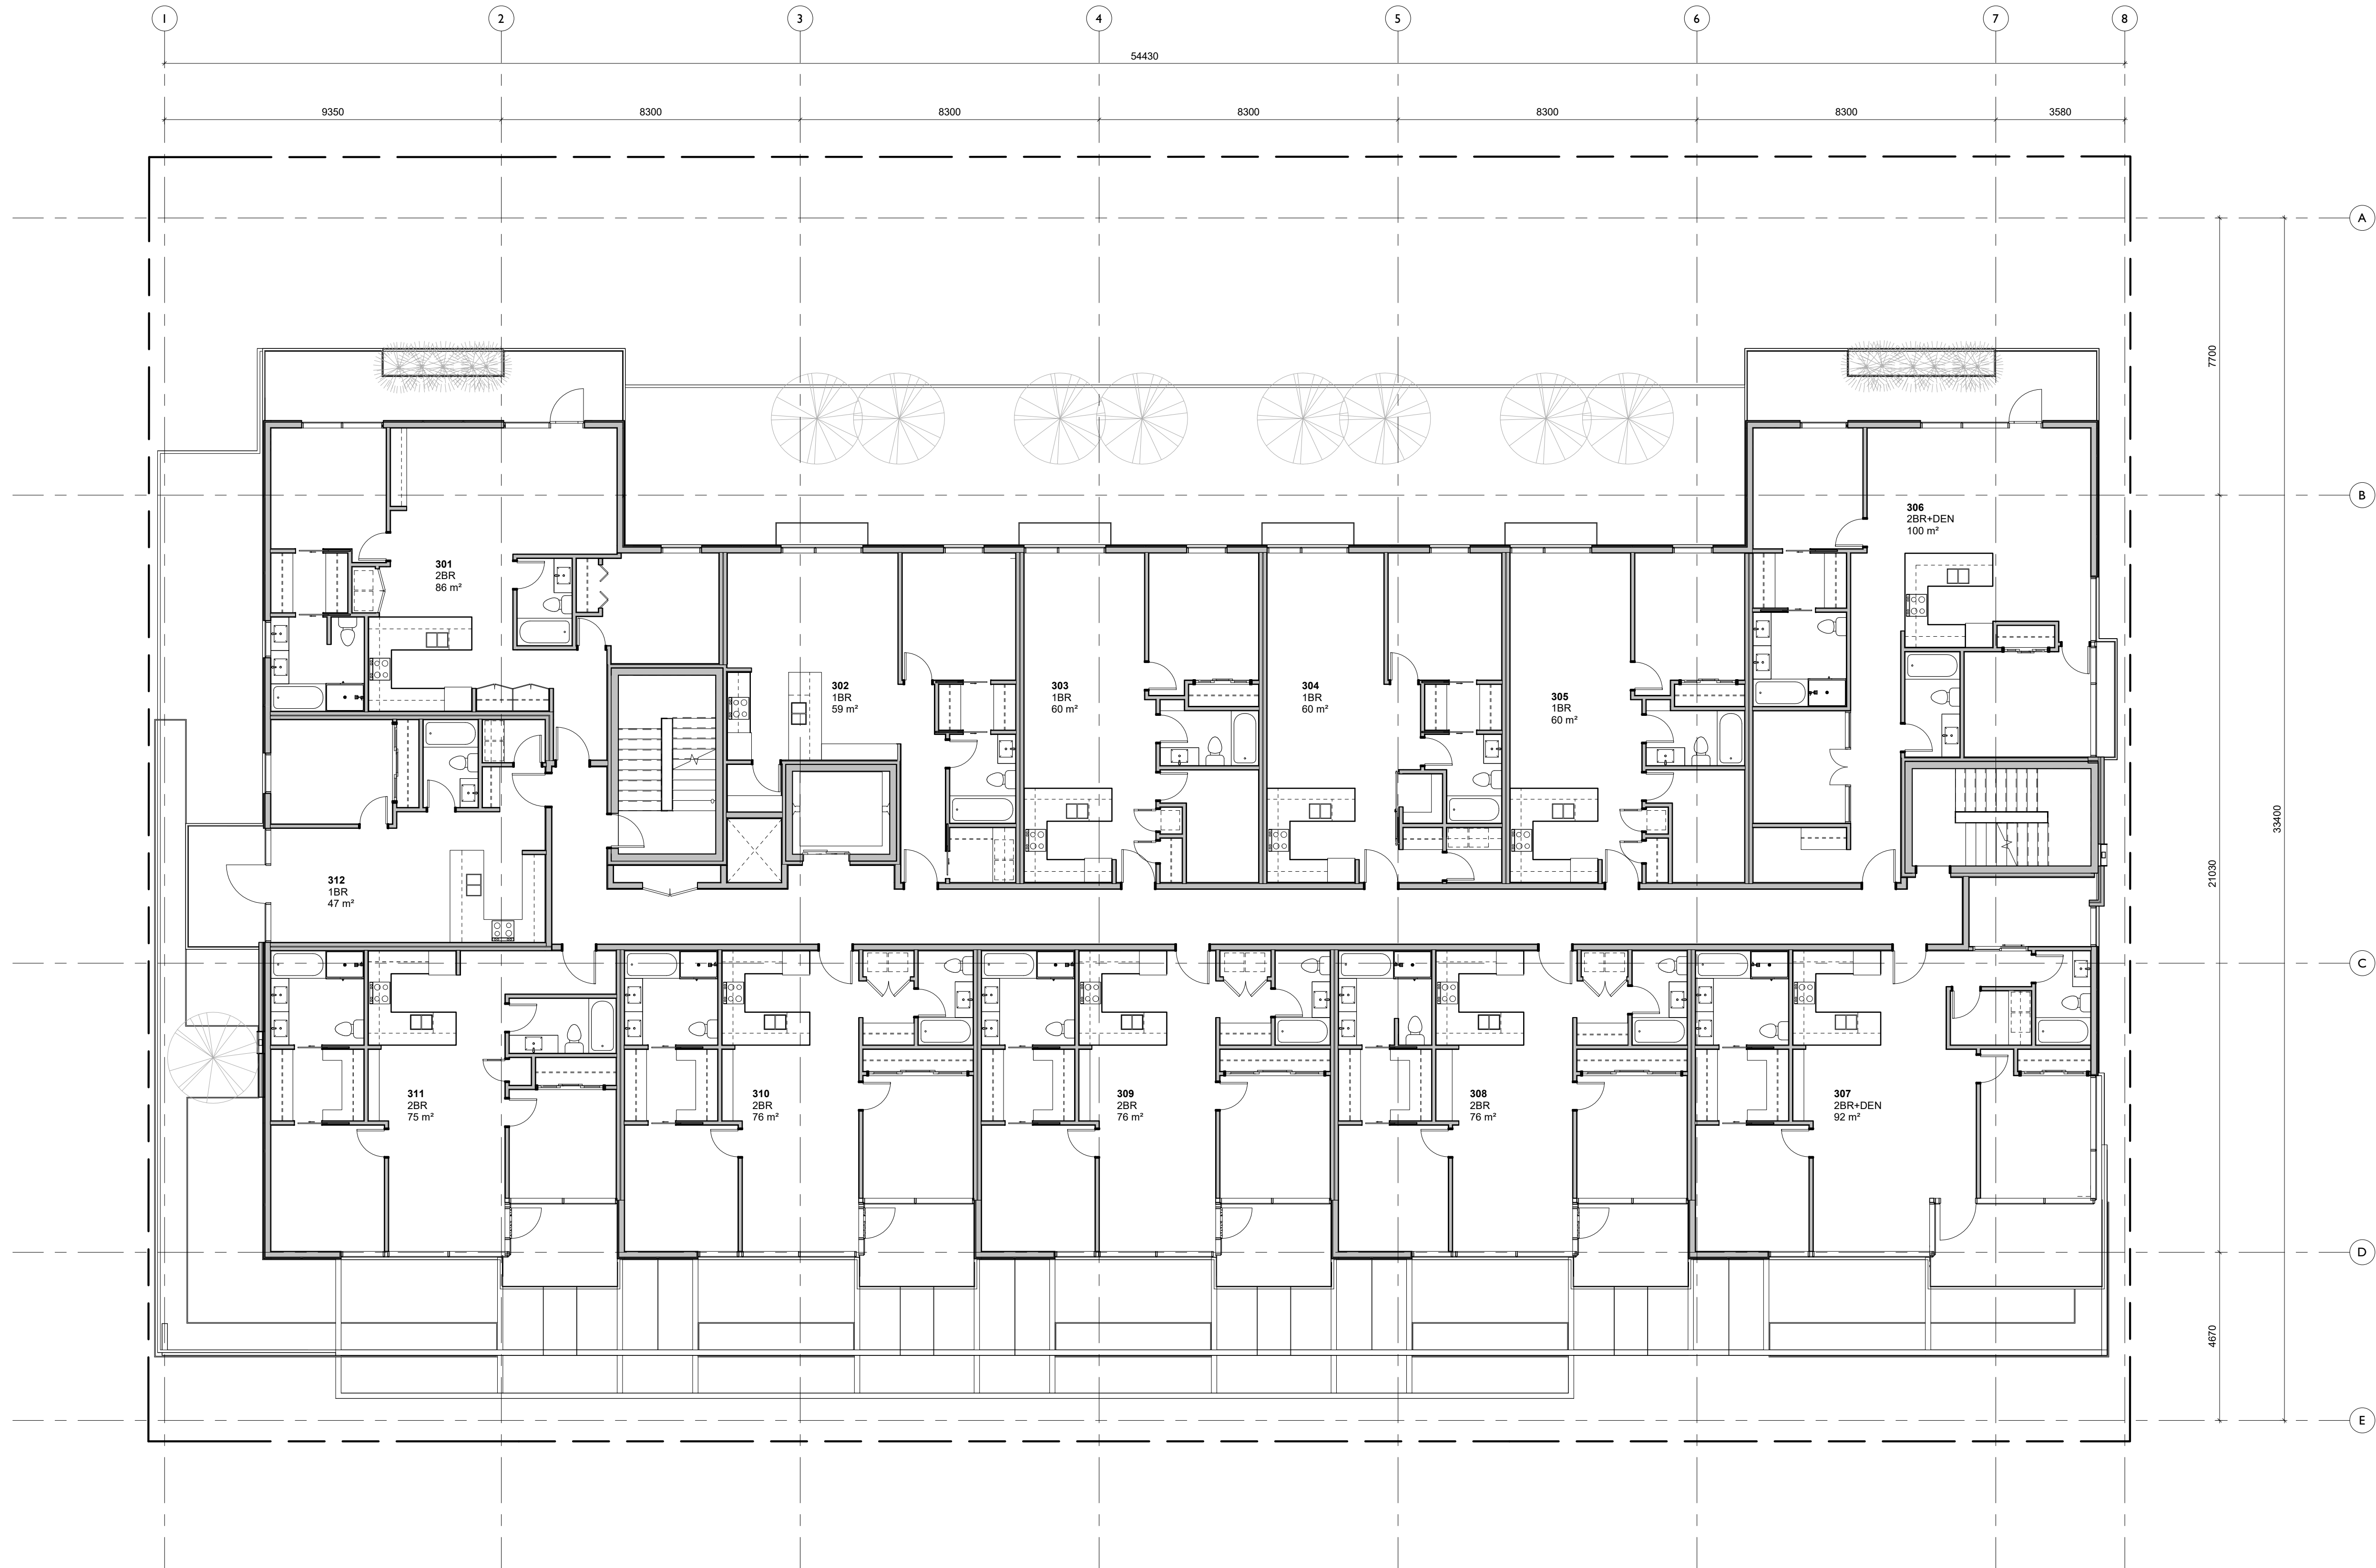 1 2 3 4 5 6 7 8
54430
9350 8300 8300 8300 8300 8300 3580
A
7700
B
306
2BR+DEN
100 m²
301
2BR
86 m²
302
1BR
59 m²
303
1BR
60 m²
304
1BR
60 m²
305
1BR
60 m²
33400
21030
312
1BR
47 m²
C
311
2BR
75 m²
310
2BR
76 m²
309
2BR
76 m²
308
2BR
76 m²
307
2BR+DEN
92 m²
D
4670
E